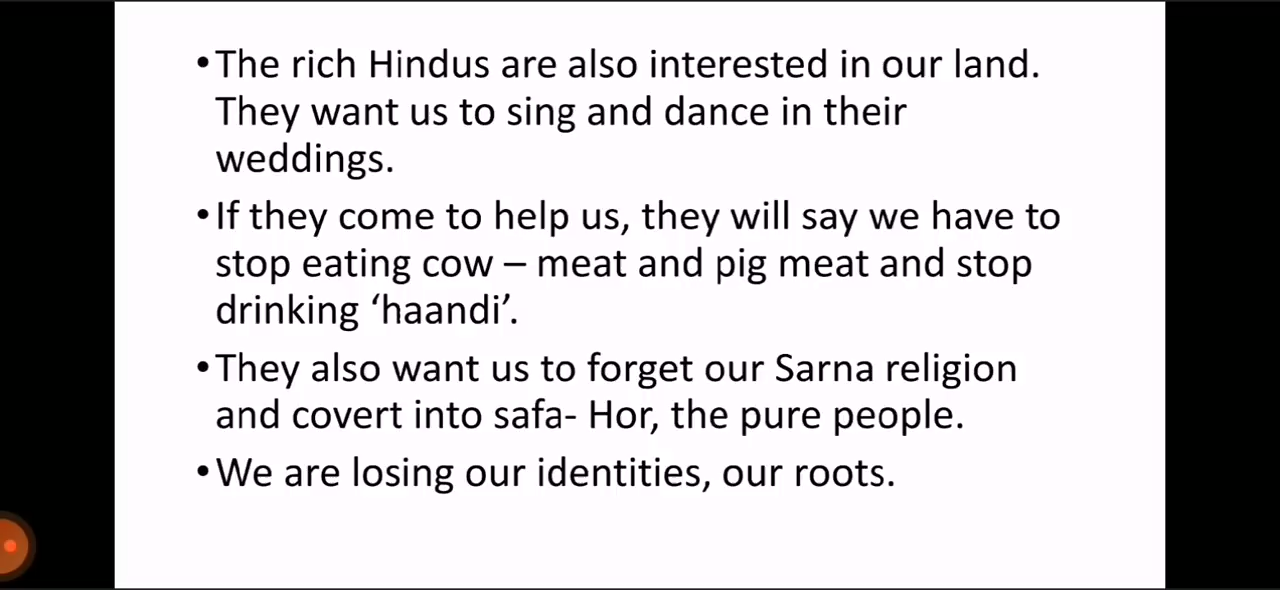 •The rich Hindus are also interested in our land.
They want us to sing and dance in their
weddings.
•If they come to help us, they will say we have to
stop eating cow – meat and pig meat and stop
drinking ‘haandi’.
•They also want us to forget our Sarna religion
and covert into safa- Hor, the pure people.
•We are losing our identities, our roots.